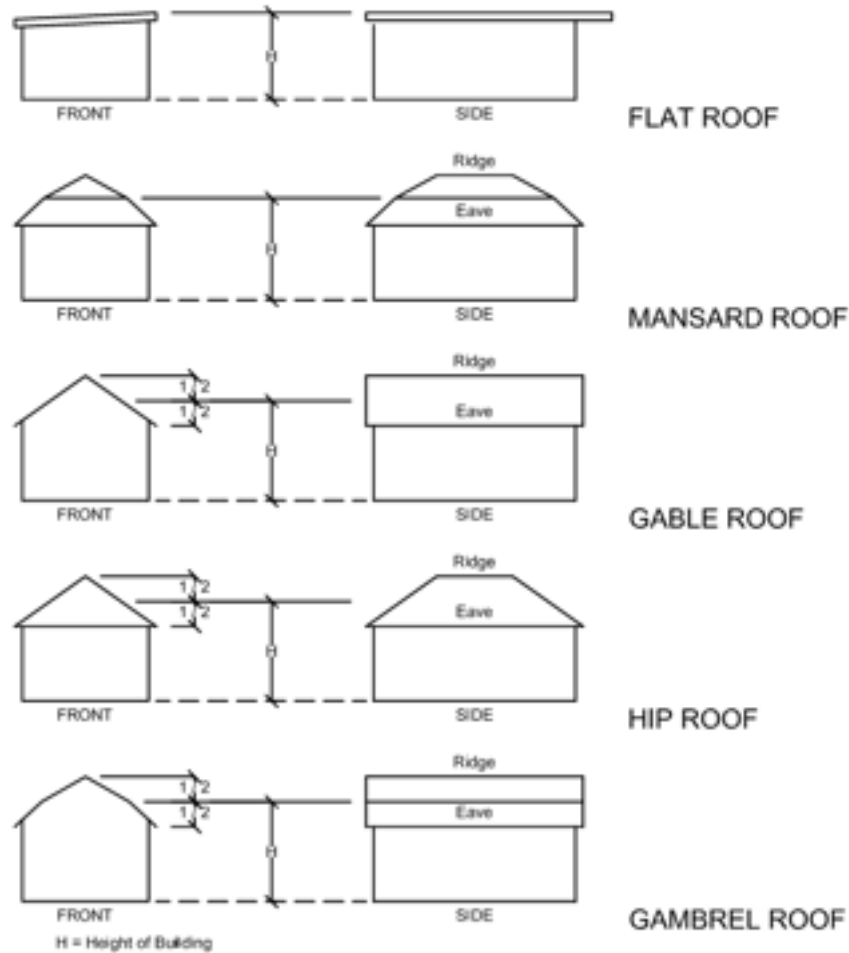 H
FRONT
SIDE
FLAT ROOF
Ridge
Eave
H
FRONT
SIDE
MANSARD ROOF
Ridge
1/2
1/2
Eave
H
FRONT
SIDE
GABLE ROOF
Ridge
1/2
1/2
Eave
H
FRONT
SIDE
HIP ROOF
Ridge
1/2
1/2
Eave
H
FRONT
SIDE
GAMBREL ROOF
H = Height of Building